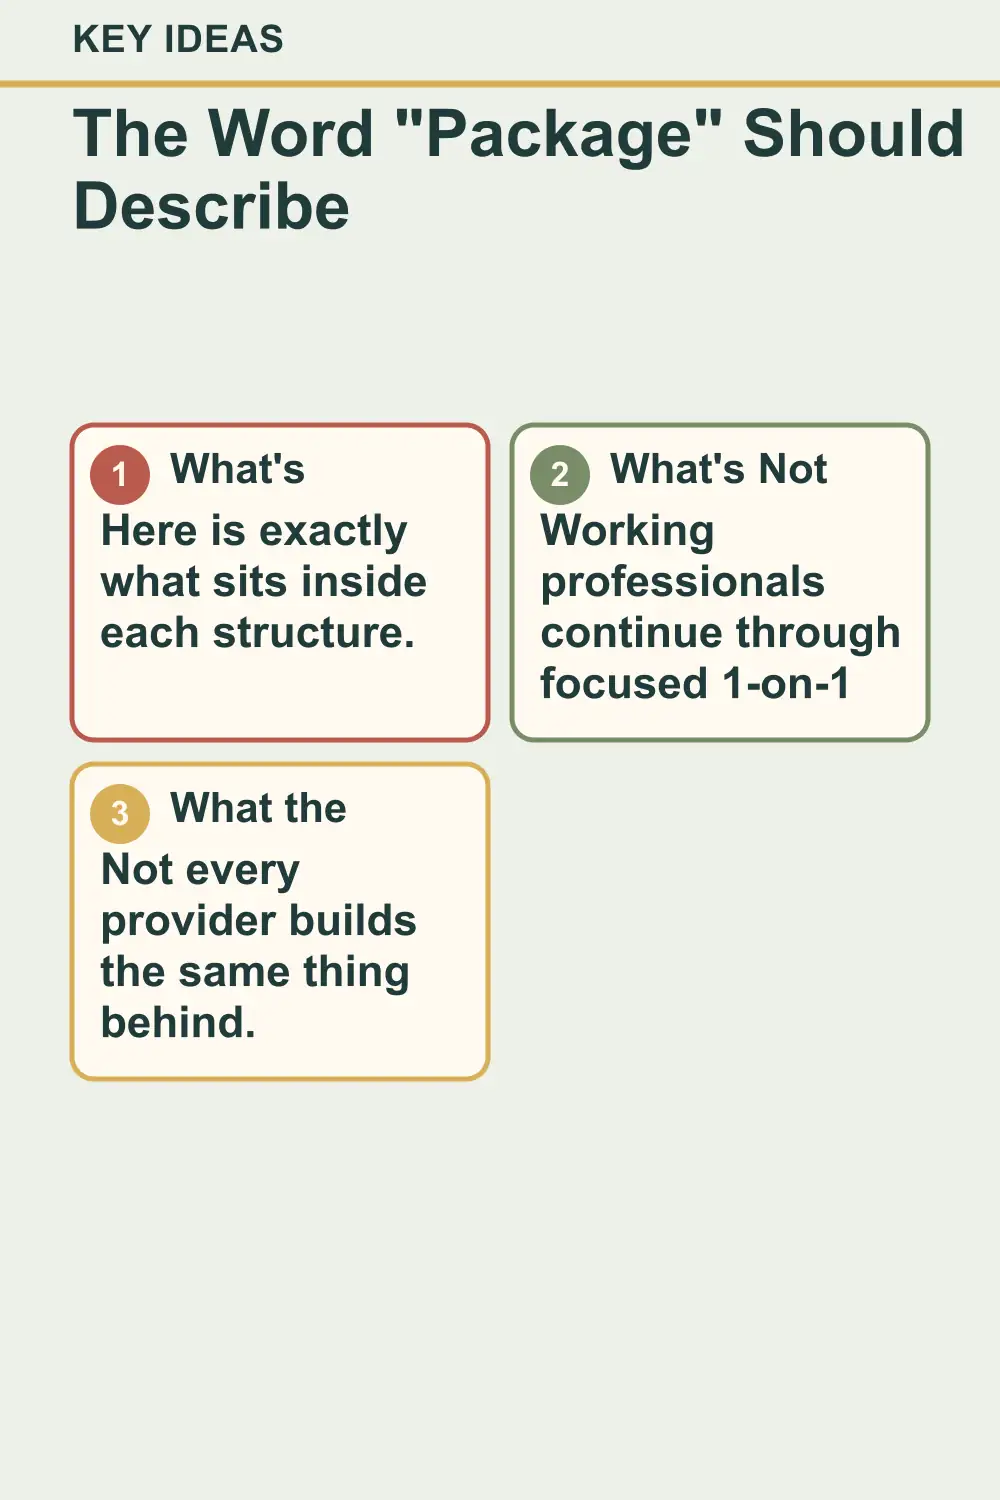 KEY IDEAS
The Word "Package" Should
Describe
1 What's
Here is exactly
what sits inside
each structure.
2 What's Not
Working
professionals
continue through
focused 1-on-1
3 What the
Not every
provider builds
the same thing
behind.